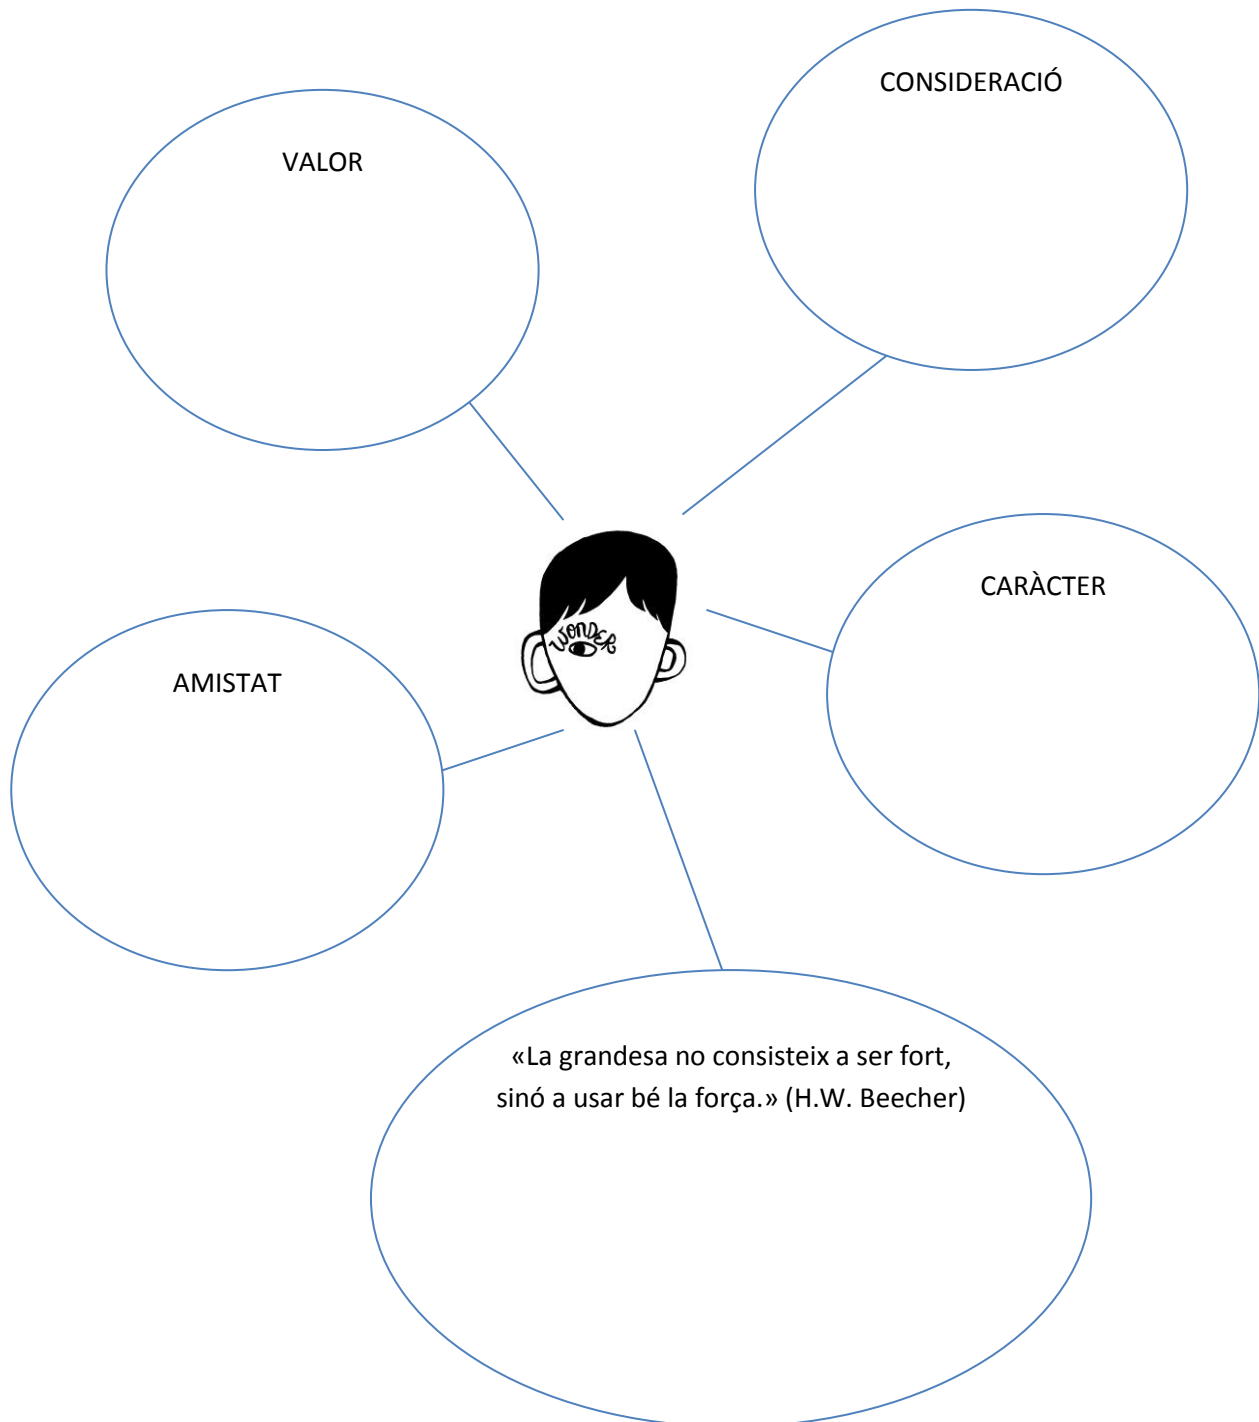 CONSIDERACIÓ
VALOR
CARÀCTER
WONDER
AMISTAT
«La grandesa no consisteix a ser fort,
sinó a usar bé la força.» (H.W. Beecher)